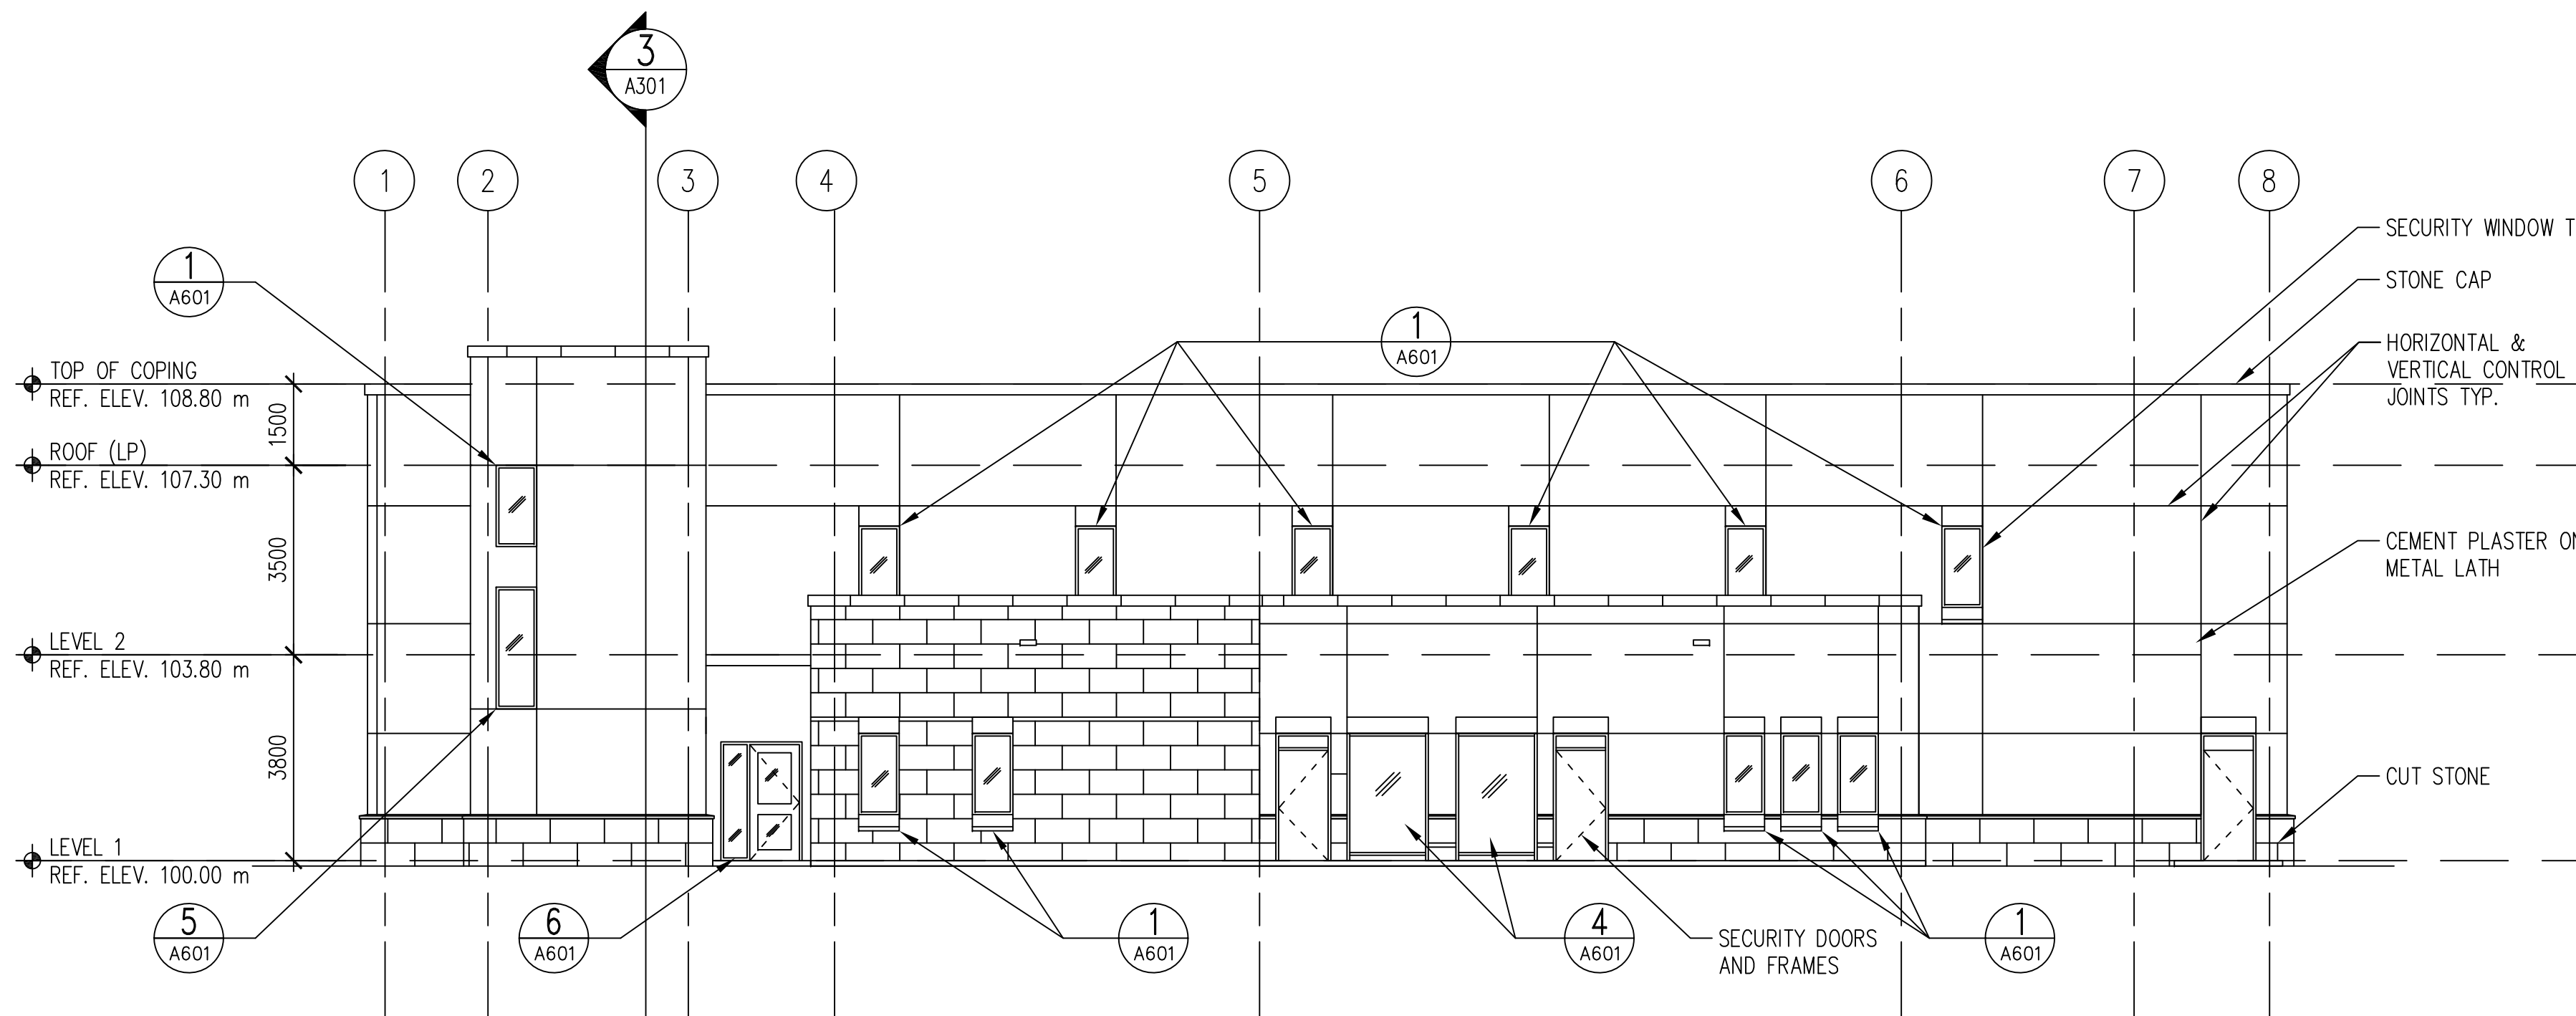 3
A301
1
2
3
4
5
6
7
8
SECURITY WINDOW T
1
A601
STONE CAP
1
A601
HORIZONTAL &
VERTICAL CONTROL
JOINTS TYP.
TOP OF COPING
REF. ELEV. 108.80 m
1500
ROOF (LP)
REF. ELEV. 107.30 m
3500
CEMENT PLASTER ON
METAL LATH
LEVEL 2
REF. ELEV. 103.80 m
3800
CUT STONE
LEVEL 1
REF. ELEV. 100.00 m
5
A601
6
A601
1
A601
4
A601
SECURITY DOORS
AND FRAMES
1
A601